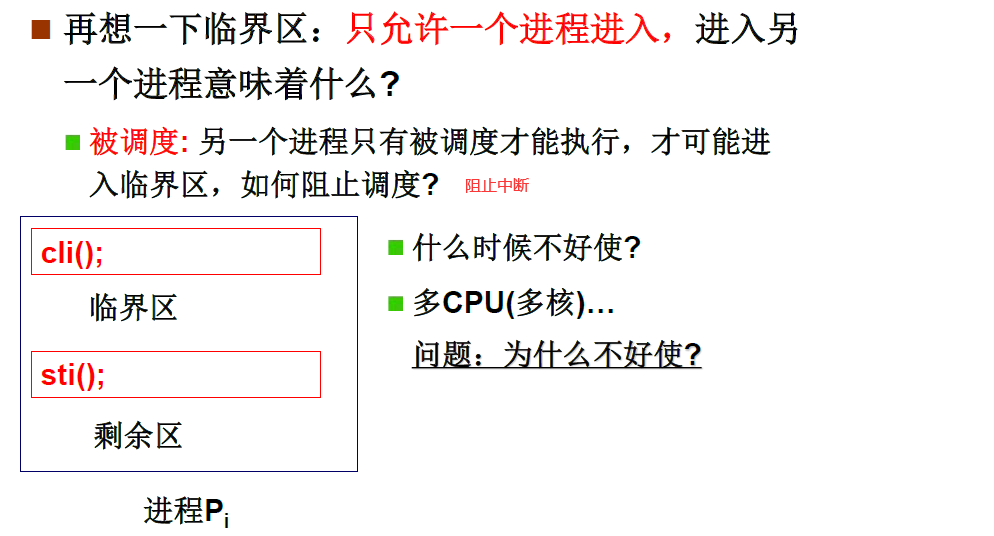 再想一下临界区：只允许一个进程进入，进入另
一个进程意味着什么?
被调度: 另一个进程只有被调度才能执行，才可能进
入临界区，如何阻止调度? 阻止中断
cli();
临界区
sti();
剩余区
进程Pi
什么时候不好使?
多CPU(多核)…
问题：为什么不好使?